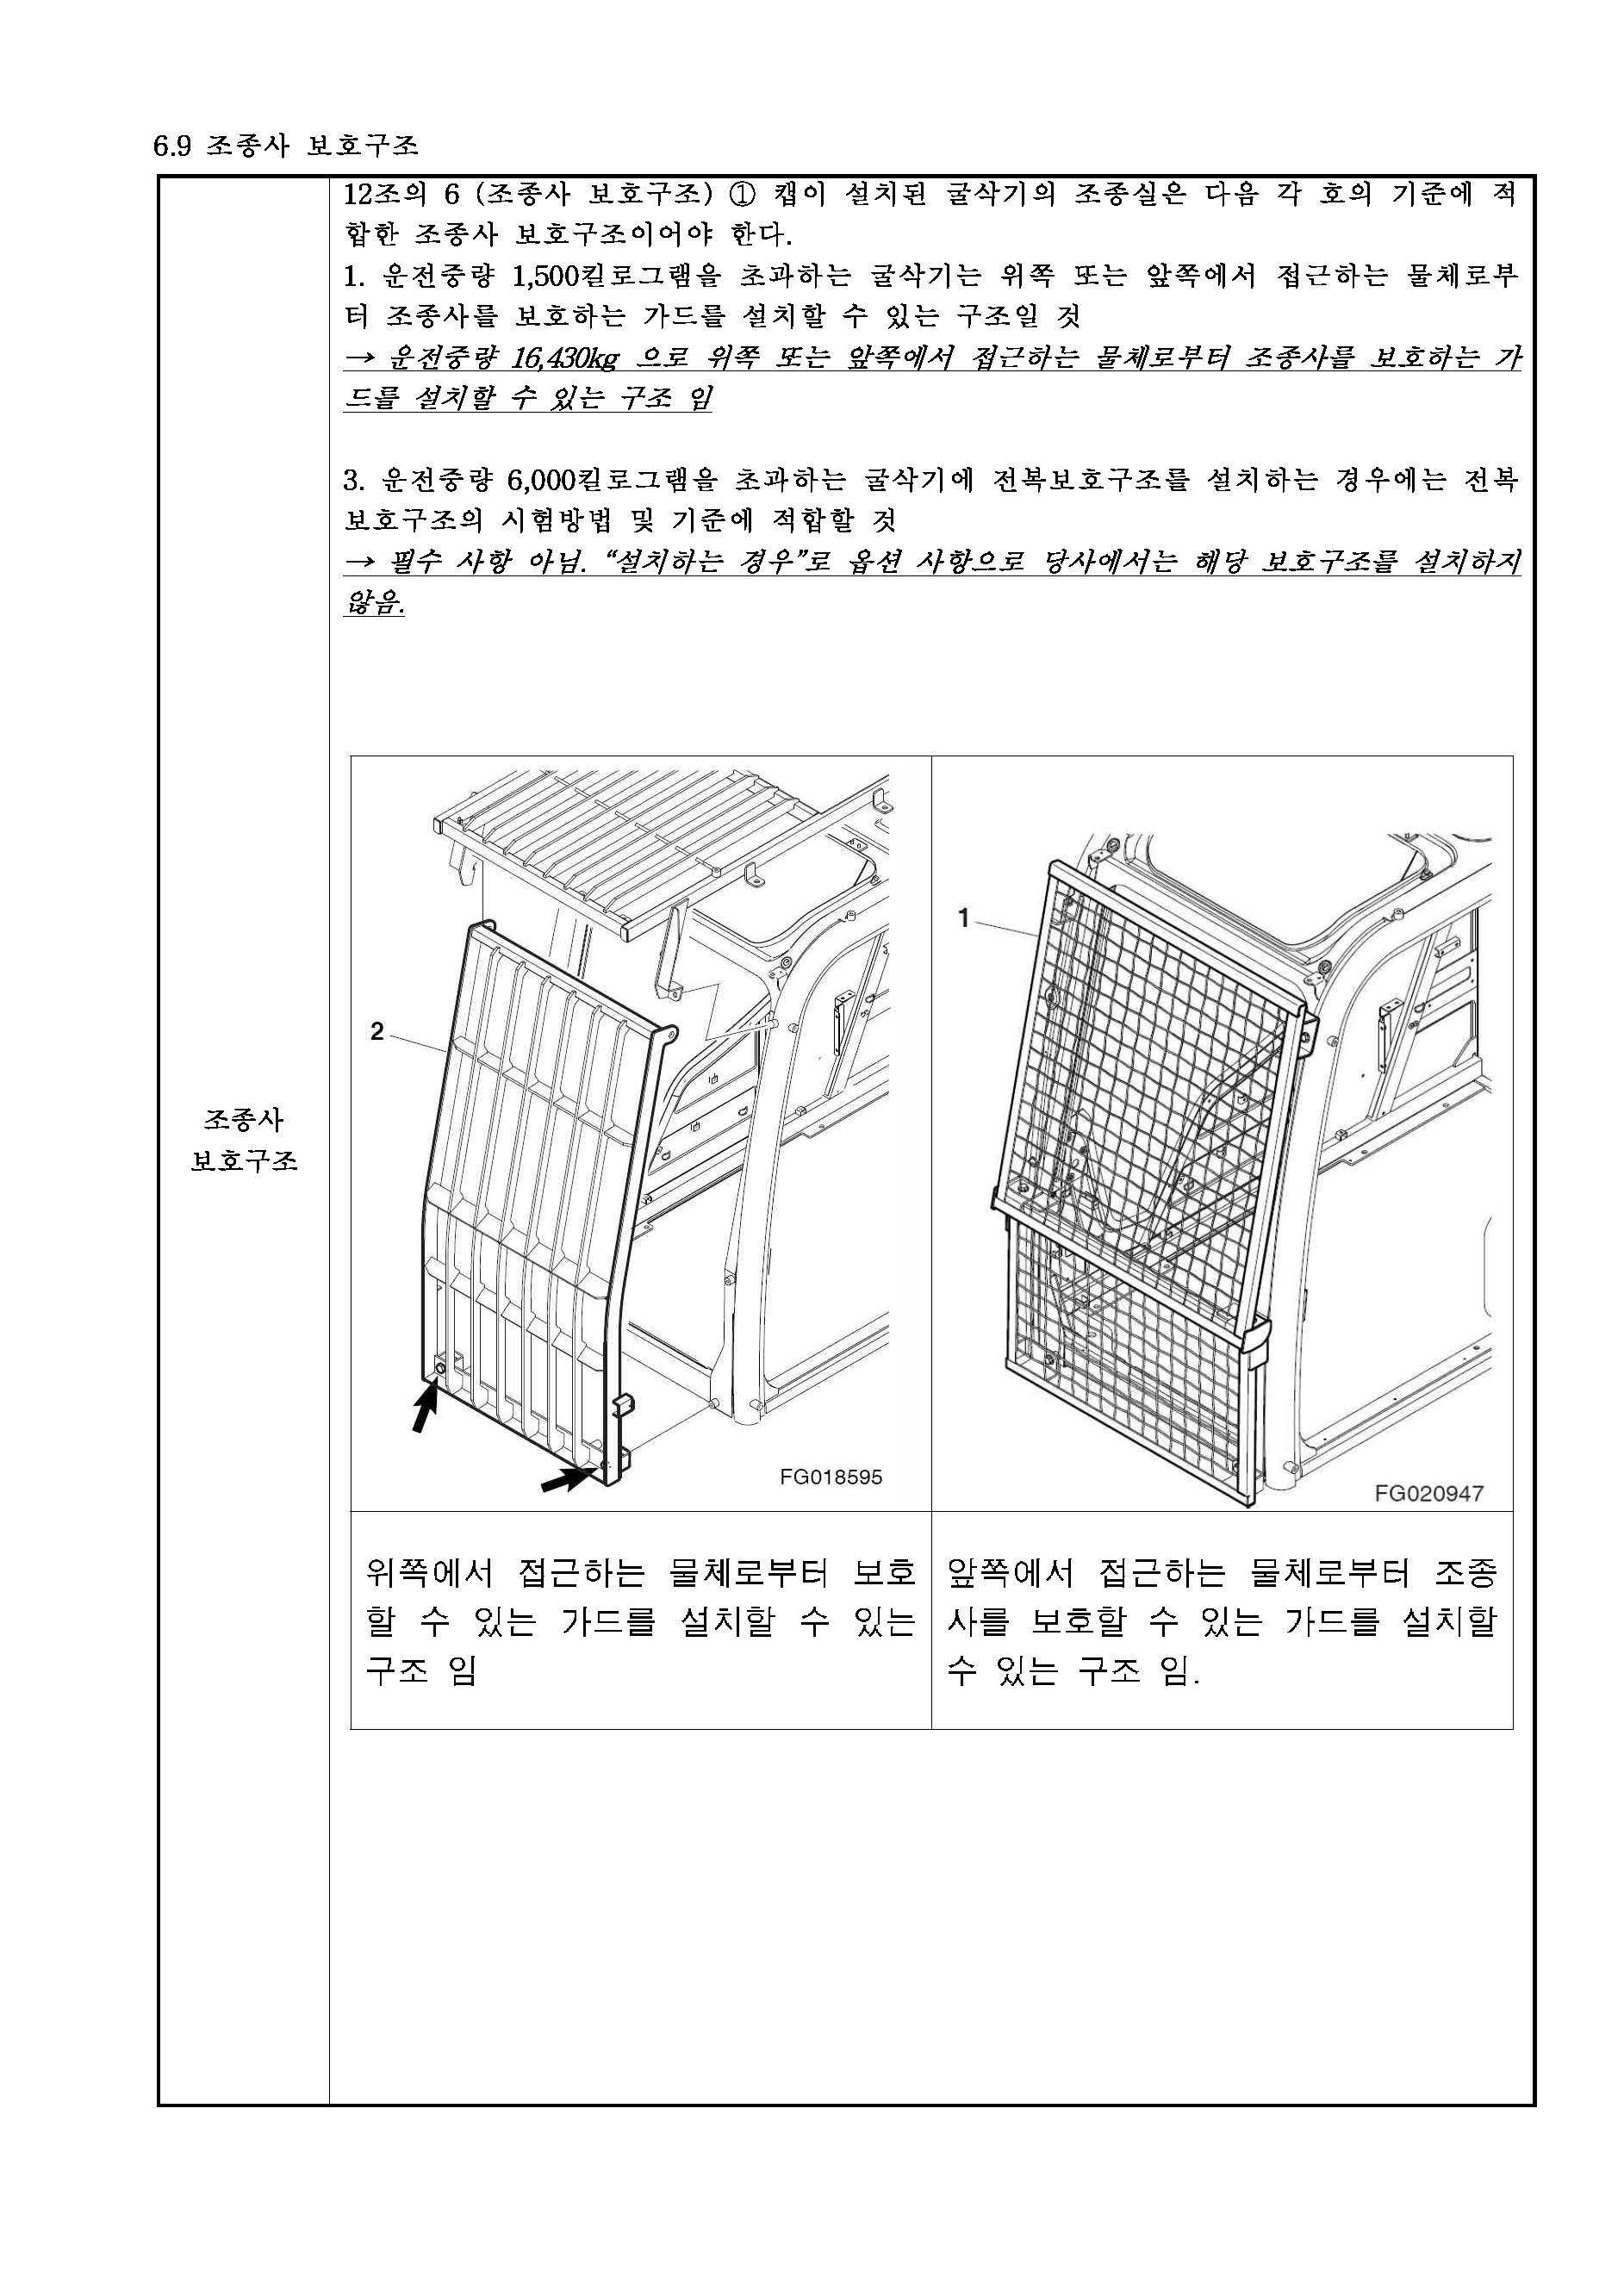 6.9 조종사 보호구조
12조의 6 (조종사 보호구조) ① 캡이 설치된 굴삭기의 조종실은 다음 각 호의 기준에 적
합한 조종사 보호구조이어야 한다.
1. 운전중량 1,500킬로그램을 초과하는 굴삭기는 위쪽 또는 앞쪽에서 접근하는 물체로부
터 조종사를 보호하는 가드를 설치할 수 있는 구조일 것
→ 운전중량 16,430kg 으로 위쪽 또는 앞쪽에서 접근하는 물체로부터 조종사를 보호하는 가
드를 설치할 수 있는 구조 임
3. 운전중량 6,000킬로그램을 초과하는 굴삭기에 전복보호구조를 설치하는 경우에는 전복
보호구조의 시험방법 및 기준에 적합할 것
→ 필수 사항 아님. “설치하는 경우”로 옵션 사항으로 당사에서는 해당 보호구조를 설치하지
않음.
조종사
보호구조
2
FG018595
1
FG020947
위쪽에서 접근하는 물체로부터 보호
할 수 있는 가드를 설치할 수 있는
구조 임
앞쪽에서 접근하는 물체로부터 조종
사를 보호할 수 있는 가드를 설치할
수 있는 구조 임.